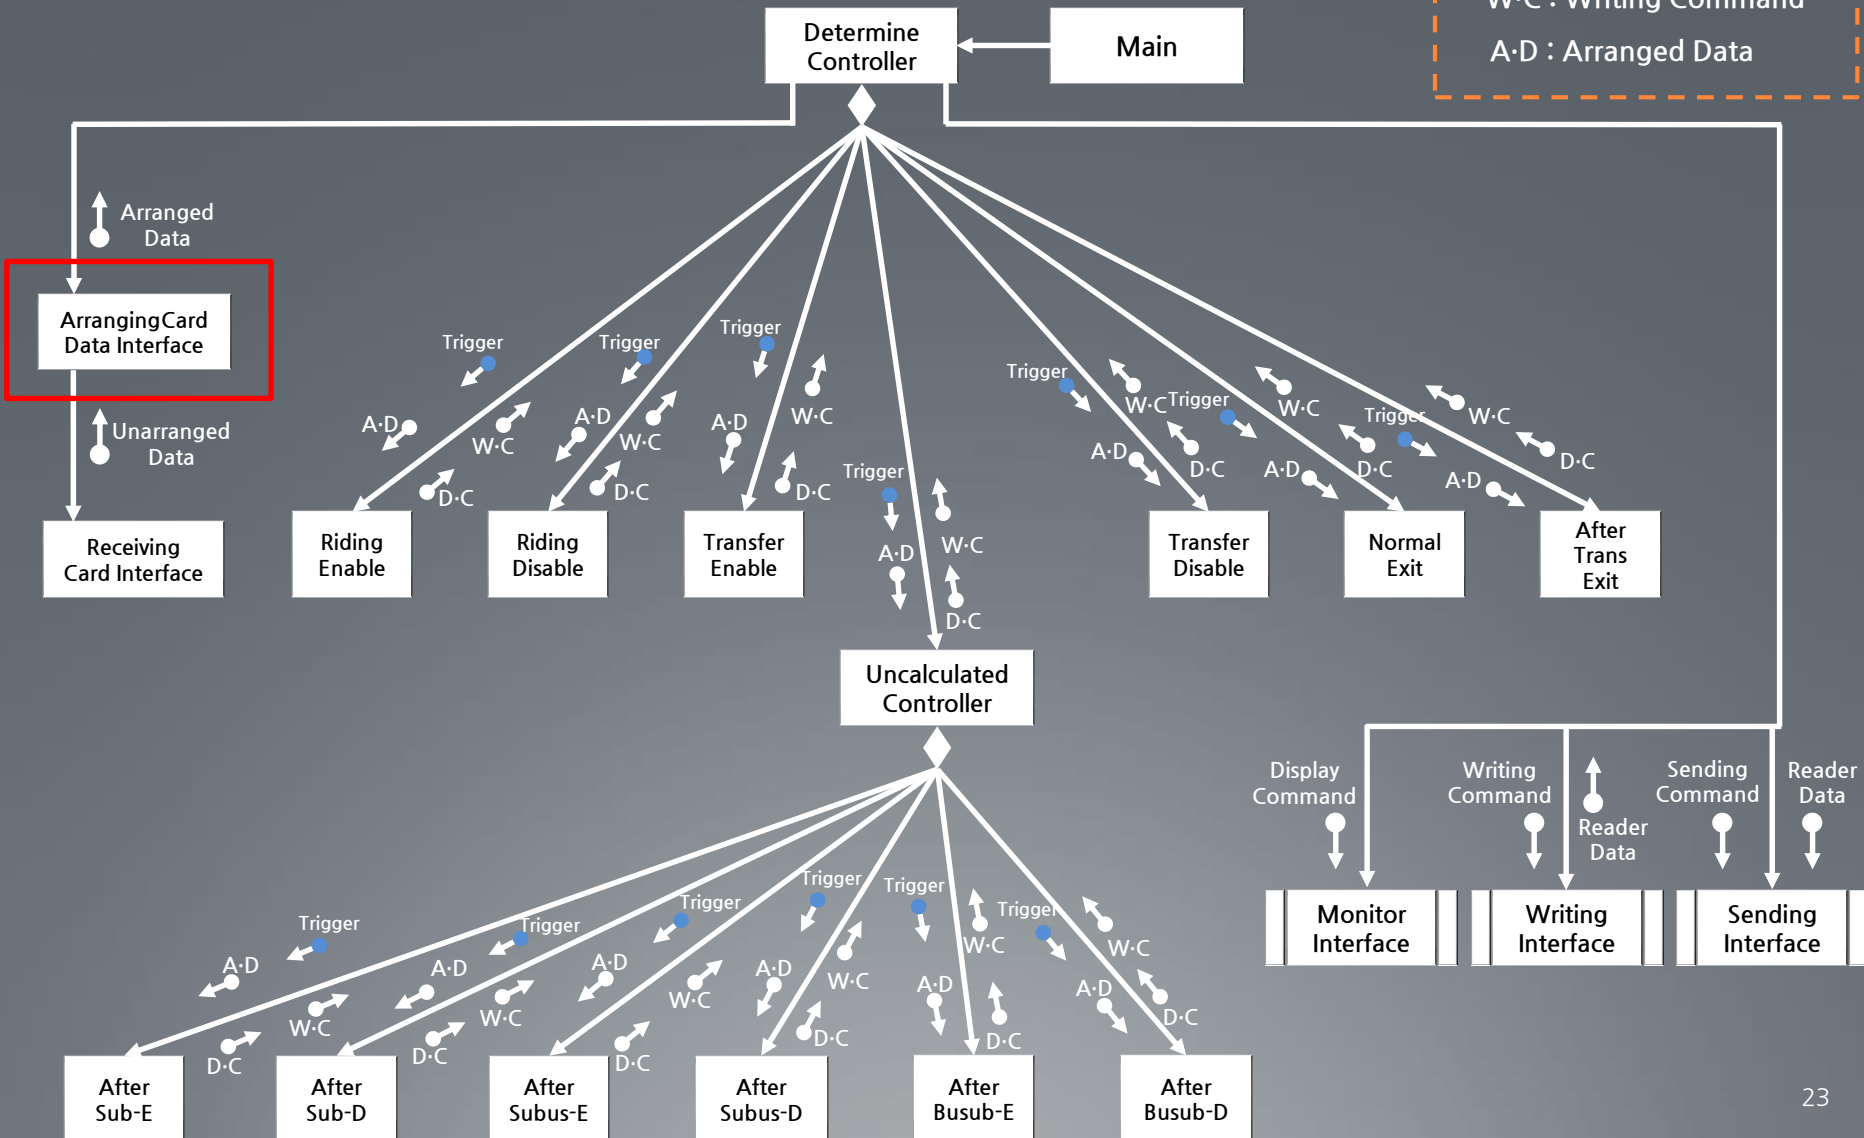 Determine
Controller
Main
W·C : Writing Command
A·D : Arranged Data
Arranged
Data
ArrangingCard
Data Interface
Unarranged
Data
Receiving
Card Interface
Trigger
A·D
W·C
D·C
Riding
Enable
Trigger
A·D
W·C
D·C
Riding
Disable
Trigger
A·D
W·C
D·C
Transfer
Enable
Trigger
A·D
W·C
D·C
Uncalculated
Controller
Trigger
W·C
A·D
D·C
Transfer
Disable
Trigger
W·C
A·D
D·C
Normal
Exit
Trigger
W·C
A·D
D·C
After
Trans
Exit
Display
Command
Monitor
Interface
Writing
Command
Reader
Data
Writing
Interface
Sending
Command
Reader
Data
Sending
Interface
Trigger
A·D
W·C
D·C
After
Sub-E
Trigger
A·D
W·C
D·C
After
Sub-D
Trigger
A·D
W·C
D·C
After
Subus-E
Trigger
A·D
W·C
D·C
After
Subus-D
Trigger
W·C
A·D
D·C
After
Busub-E
Trigger
W·C
A·D
D·C
After
Busub-D
23